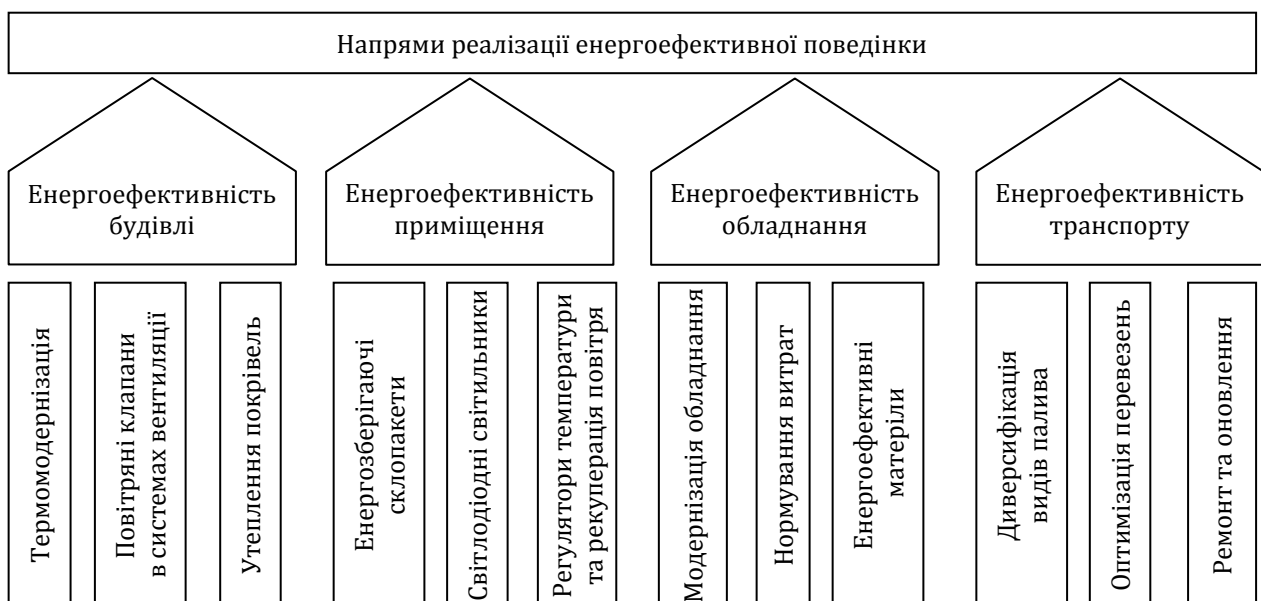 Напрями реалізації енергоефективної поведінки
Енергоефективність
будівлі
Енергоефективність
приміщення
Енергоефективність
обладнання
Енергоефективність
транспорту
Термомодернізація
Повітряні клапани
в системах вентиляції
Утеплення покрівель
Енергозберігаючі
склопакети
Світлодіодні світильники
Регулятори температури
та рекуперація повітря
Модернізація обладнання
Нормування витрат
Енергоефективні
матеріли
Диверсифікація
видів палива
Оптимізація перевезень
Ремонт та оновлення